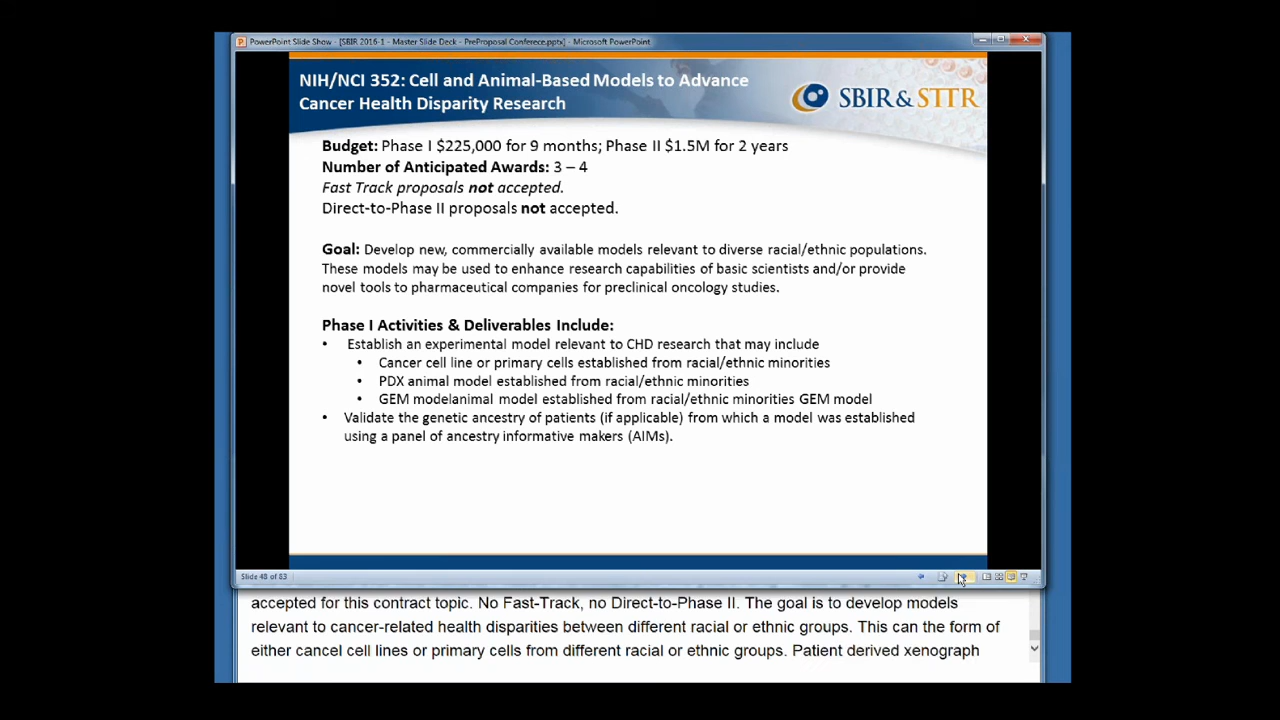 PowerPoint Slide Show - [SBIR 2016-1 - Master Slide Deck - PreProposal Conferece.pptx] - Microsoft PowerPoint
NIH/NCI 352: Cell and Animal-Based Models to Advance
Cancer Health Disparity Research
SBIR & STTR
Budget: Phase I $225,000 for 9 months; Phase II $1.5M for 2 years
Number of Anticipated Awards: 3 – 4
Fast Track proposals not accepted.
Direct-to-Phase II proposals not accepted.
Goal: Develop new, commercially available models relevant to diverse racial/ethnic populations.
These models may be used to enhance research capabilities of basic scientists and/or provide
novel tools to pharmaceutical companies for preclinical oncology studies.
Phase I Activities & Deliverables Include:
• Establish an experimental model relevant to CHD research that may include
• Cancer cell line or primary cells established from racial/ethnic minorities
• PDX animal model established from racial/ethnic minorities
• GEM modelanimal model established from racial/ethnic minorities GEM model
• Validate the genetic ancestry of patients (if applicable) from which a model was established
using a panel of ancestry informative makers (AIMs).
Slide 48 of 83
accepted for this contract topic. No Fast-Track, no Direct-to-Phase II. The goal is to develop models
relevant to cancer-related health disparities between different racial or ethnic groups. This can the form of
either cancel cell lines or primary cells from different racial or ethnic groups. Patient derived xenograph